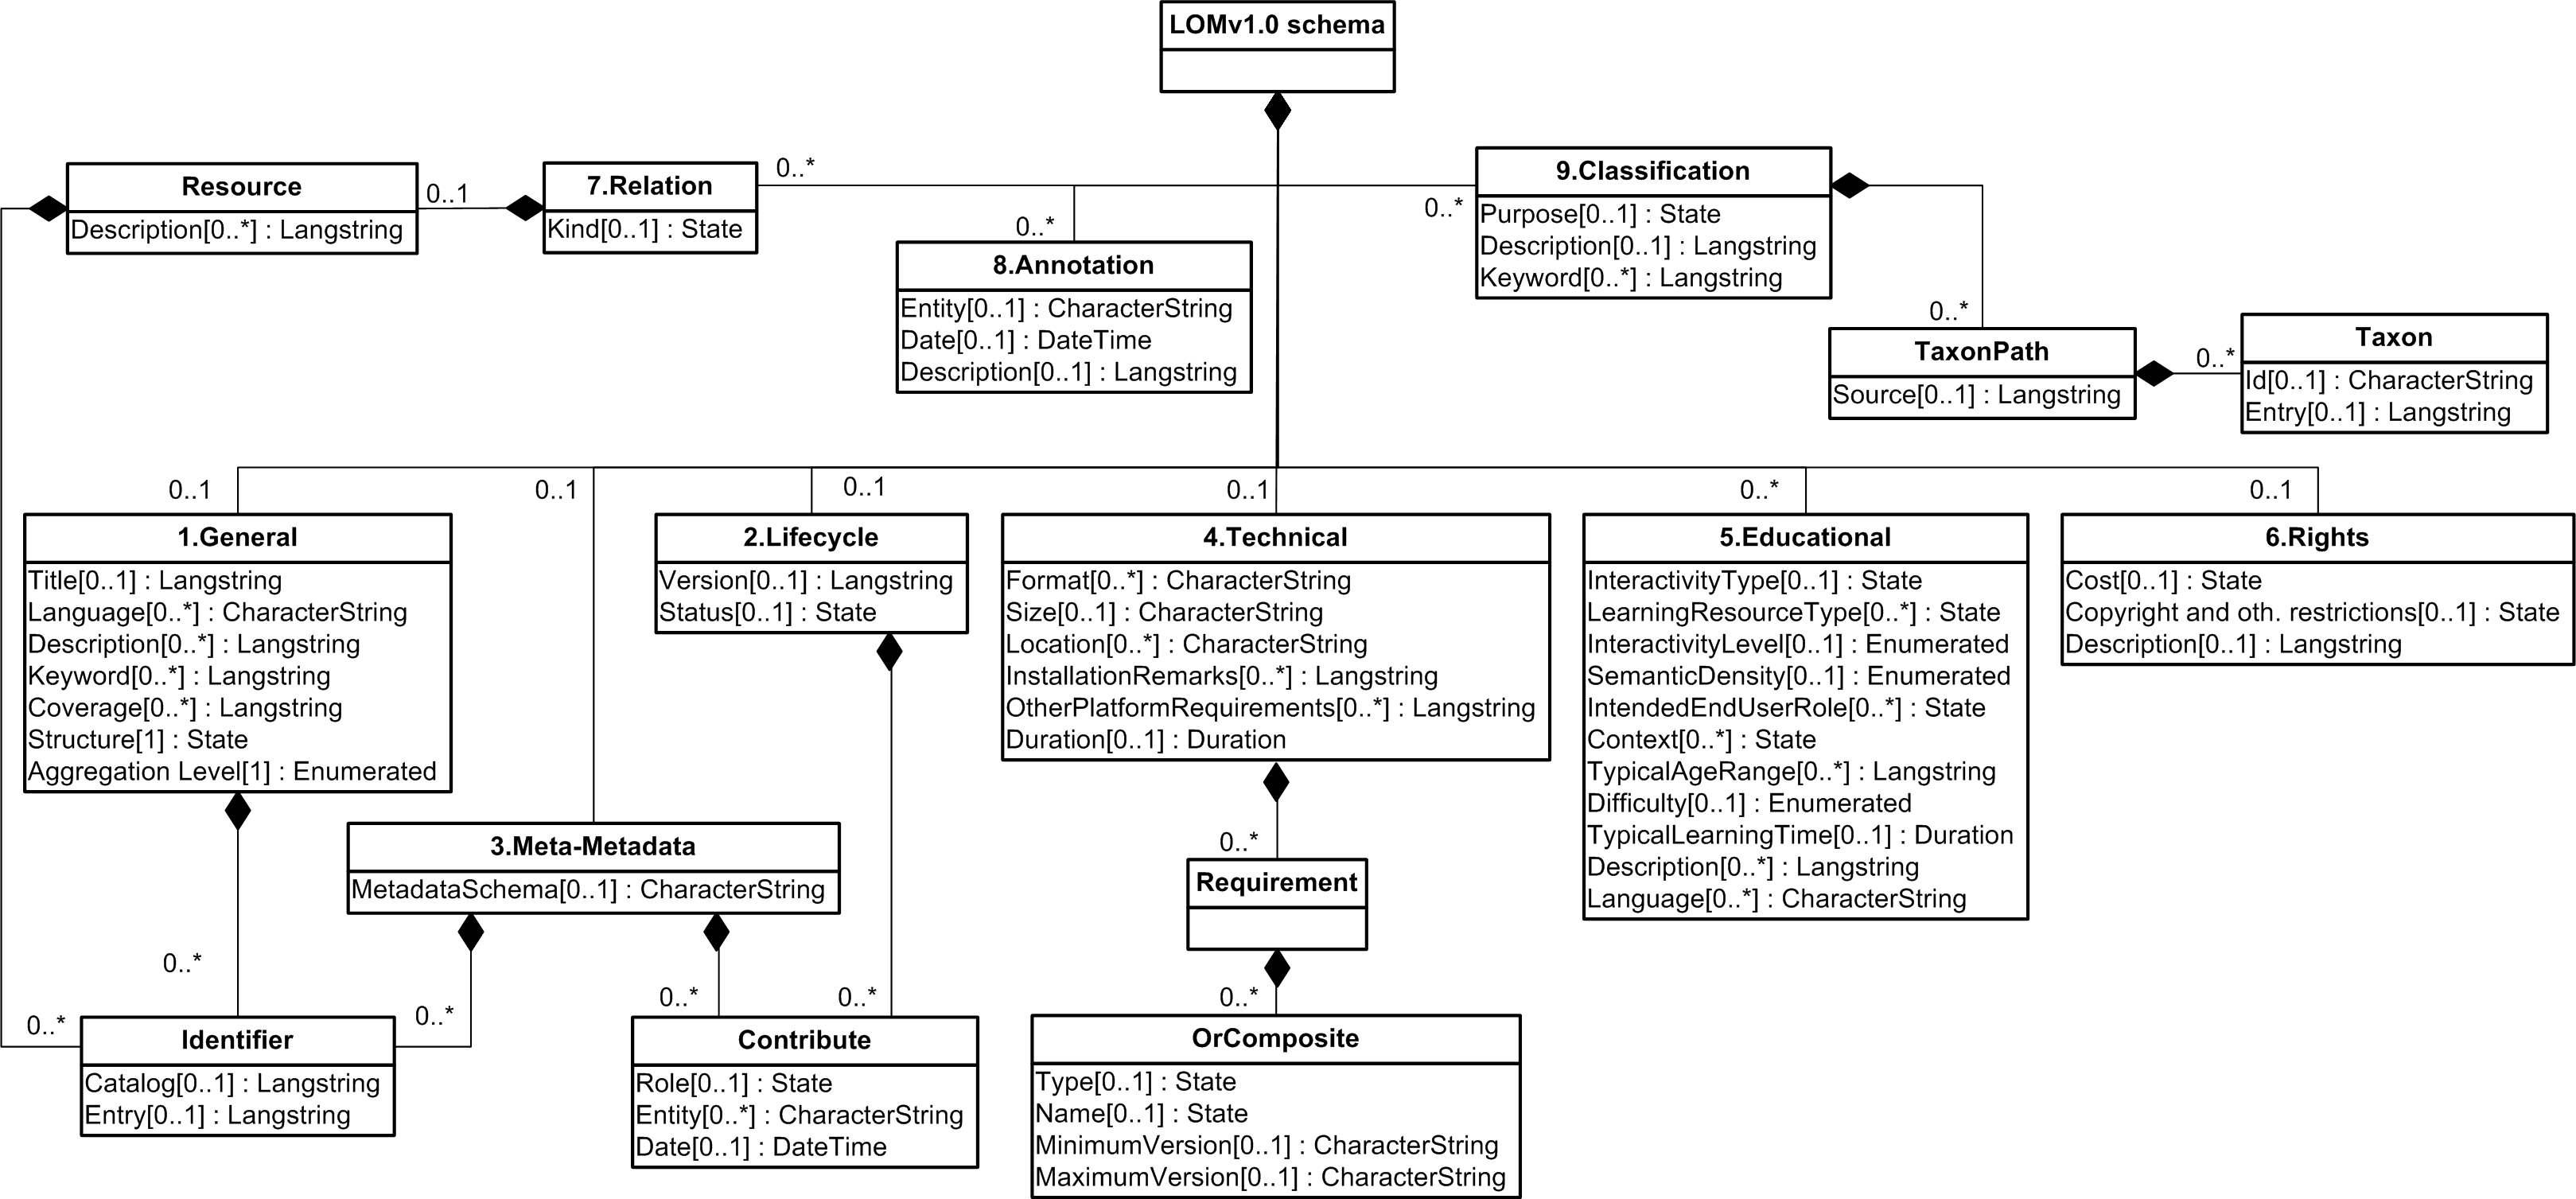 LOMv1.0 schema
Resource
Description[0..*] : Langstring
0..1
7.Relation
Kind[0..1] : State
0..*
0..*
8.Annotation
Entity[0..1] : CharacterString
Date[0..1] : DateTime
Description[0..1] : Langstring
0..*
9.Classification
Purpose[0..1] : State
Description[0..1] : Langstring
Keyword[0..*] : Langstring
0..*
TaxonPath
Source[0..1] : Langstring
0..*
Taxon
Id[0..1] : CharacterString
Entry[0..1] : Langstring
0..1
0..1
0..1
0..1
0..*
0..1
1.General
Title[0..1] : Langstring
Language[0..*] : CharacterString
Description[0..*] : Langstring
Keyword[0..*] : Langstring
Coverage[0..*] : Langstring
Structure[1] : State
Aggregation Level[1] : Enumerated
2.Lifecycle
Version[0..1] : Langstring
Status[0..1] : State
4.Technical
Format[0..*] : CharacterString
Size[0..1] : CharacterString
Location[0..*] : CharacterString
InstallationRemarks[0..*] : Langstring
OtherPlatformRequirements[0..*] : Langstring
Duration[0..1] : Duration
5.Educational
InteractivityType[0..1] : State
LearningResourceType[0..*] : State
InteractivityLevel[0..1] : Enumerated
SemanticDensity[0..1] : Enumerated
IntendedEndUserRole[0..*] : State
Context[0..*] : State
TypicalAgeRange[0..*] : Langstring
Difficulty[0..1] : Enumerated
TypicalLearningTime[0..1] : Duration
Description[0..*] : Langstring
Language[0..*] : CharacterString
6.Rights
Cost[0..1] : State
Copyright and oth. restrictions[0..1] : State
Description[0..1] : Langstring
3.Meta-Metadata
MetadataSchema[0..1] : CharacterString
0..*
Requirement
0..*
0..*
0..*
0..*
0..*
0..*
Identifier
Catalog[0..1] : Langstring
Entry[0..1] : Langstring
Contribute
Role[0..1] : State
Entity[0..*] : CharacterString
Date[0..1] : DateTime
OrComposite
Type[0..1] : State
Name[0..1] : State
MinimumVersion[0..1] : CharacterString
MaximumVersion[0..1] : CharacterString